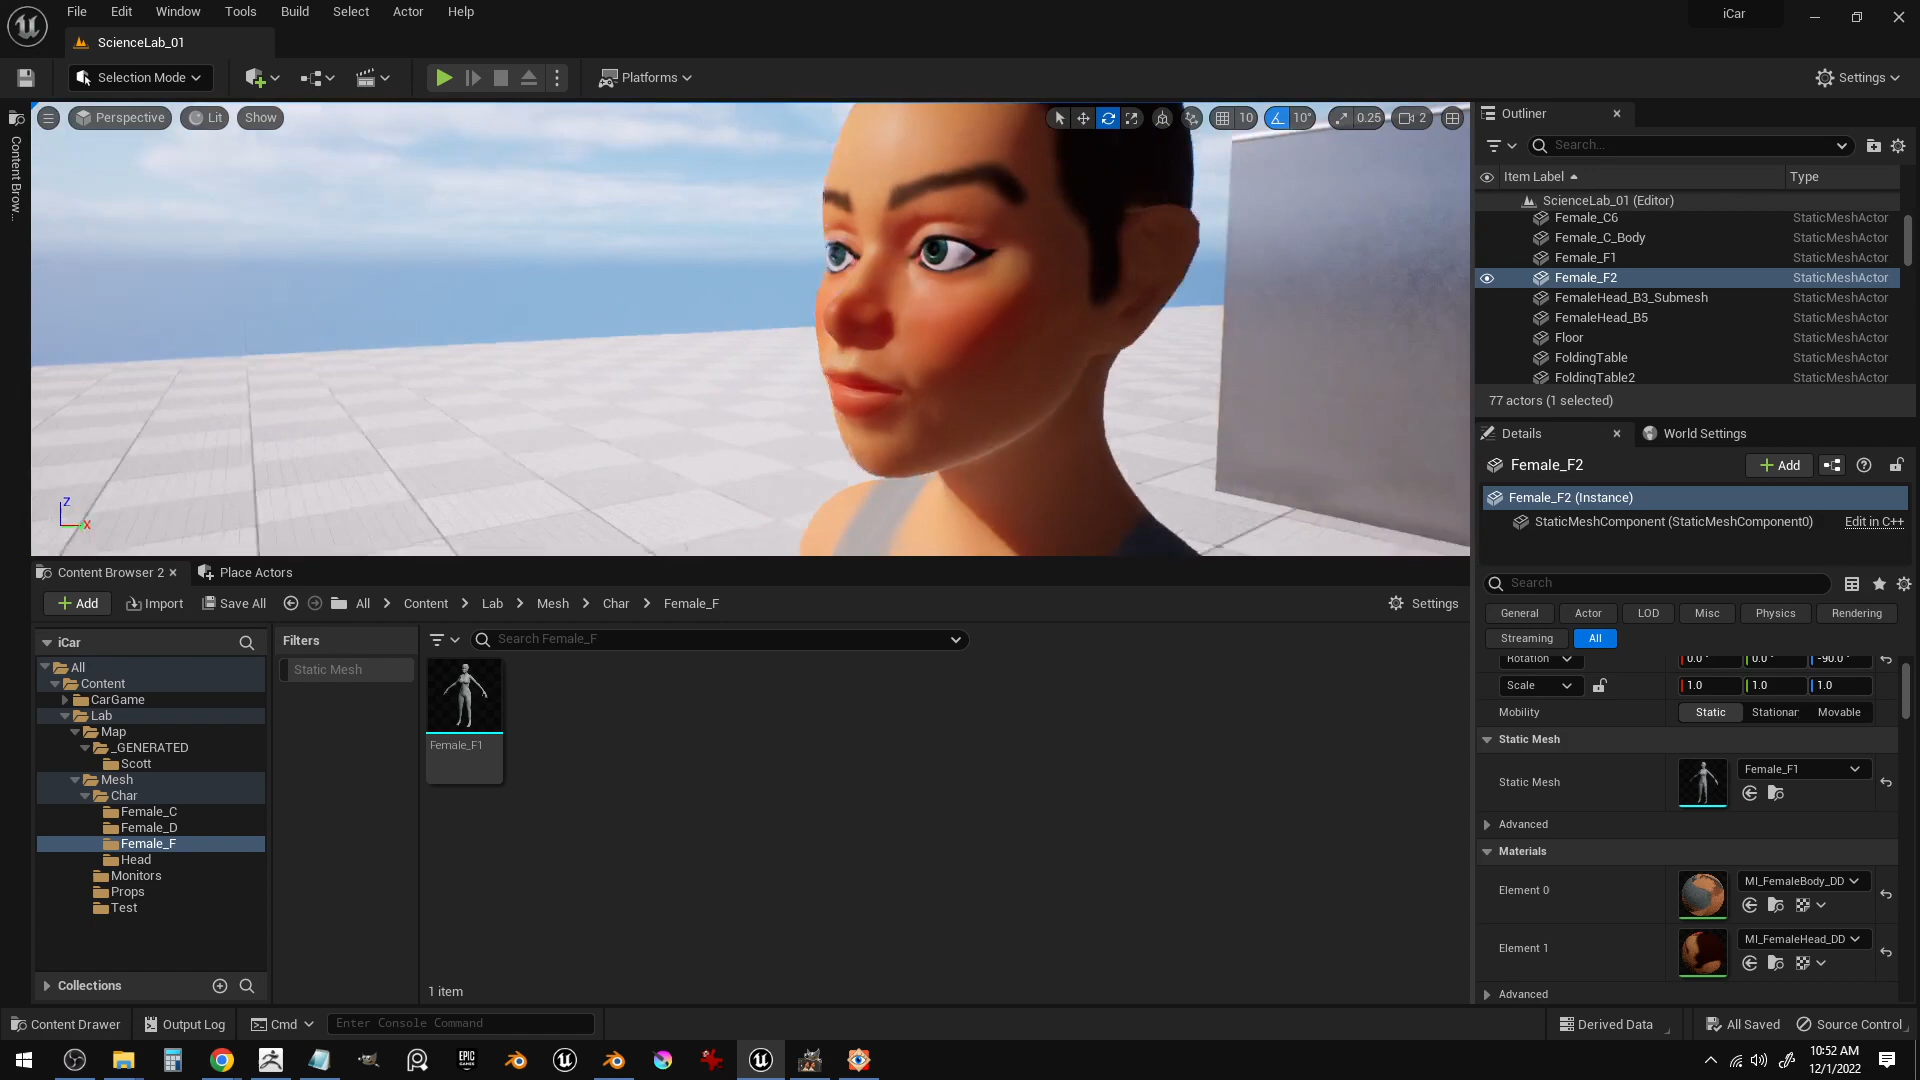 File Edit Window Tools Build Select Actor Help
iCar
ScienceLab_01
Selection Mode
Platforms
Settings
Perspective Lit Show
10 10° 0.25 2
Content Brow...
Outliner
Search...
Item Label Type
ScienceLab_01 (Editor)
Female_C6 StaticMeshActor
Female_C_Body StaticMeshActor
Female_F1 StaticMeshActor
Female_F2 StaticMeshActor
FemaleHead_B3_Submesh StaticMeshActor
FemaleHead_B5 StaticMeshActor
Floor StaticMeshActor
FoldingTable StaticMeshActor
FoldingTable2 StaticMeshActor
77 actors (1 selected)
Details World Settings
Female_F2 Add
Female_F2 (Instance)
StaticMeshComponent (StaticMeshComponent0) Edit in C++
Search
General Actor LOD Misc Physics Rendering
Streaming All
Rotation 0.0° 0.0° -90.0°
Scale 1.0 1.0 1.0
Mobility Static Stationar Movable
Static Mesh
Static Mesh Female_F1
Advanced
Materials
Element 0 MI_FemaleBody_DD
Element 1 MI_FemaleHead_DD
Advanced
Z
X
Content Browser 2 Place Actors
Add Import Save All All Content Lab Mesh Char Female_F Settings
iCar
All
Content
CarGame
Lab
Map
_GENERATED
Scott
Mesh
Char
Female_C
Female_D
Female_F
Head
Monitors
Props
Test
Collections
Filters
Static Mesh
Search Female_F
Female_F1
1 item
Content Drawer Output Log Cmd Enter Console Command Derived Data All Saved Source Control
EPIC GAMES
10:52 AM
12/1/2022